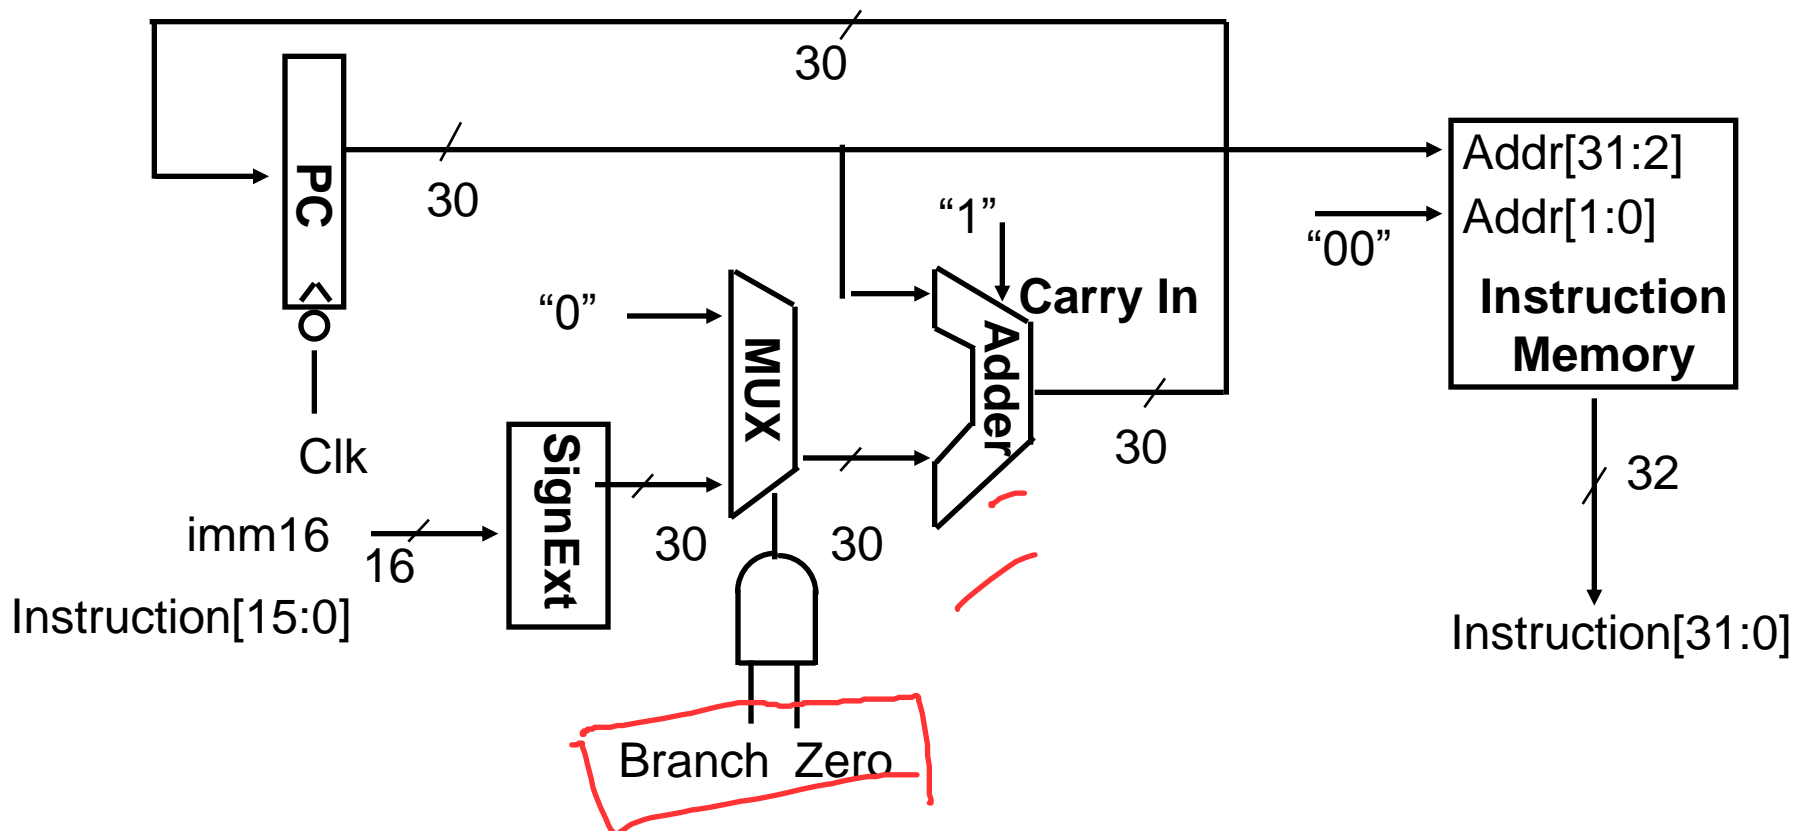 30
PC
30
Addr[31:2]
“1”
Addr[1:0]
“00”
“0”
Carry In
Instruction
Memory
MUX
Adder
Clk
SignExt
30
32
imm16
16
30
30
Instruction[15:0]
Instruction[31:0]
Branch Zero